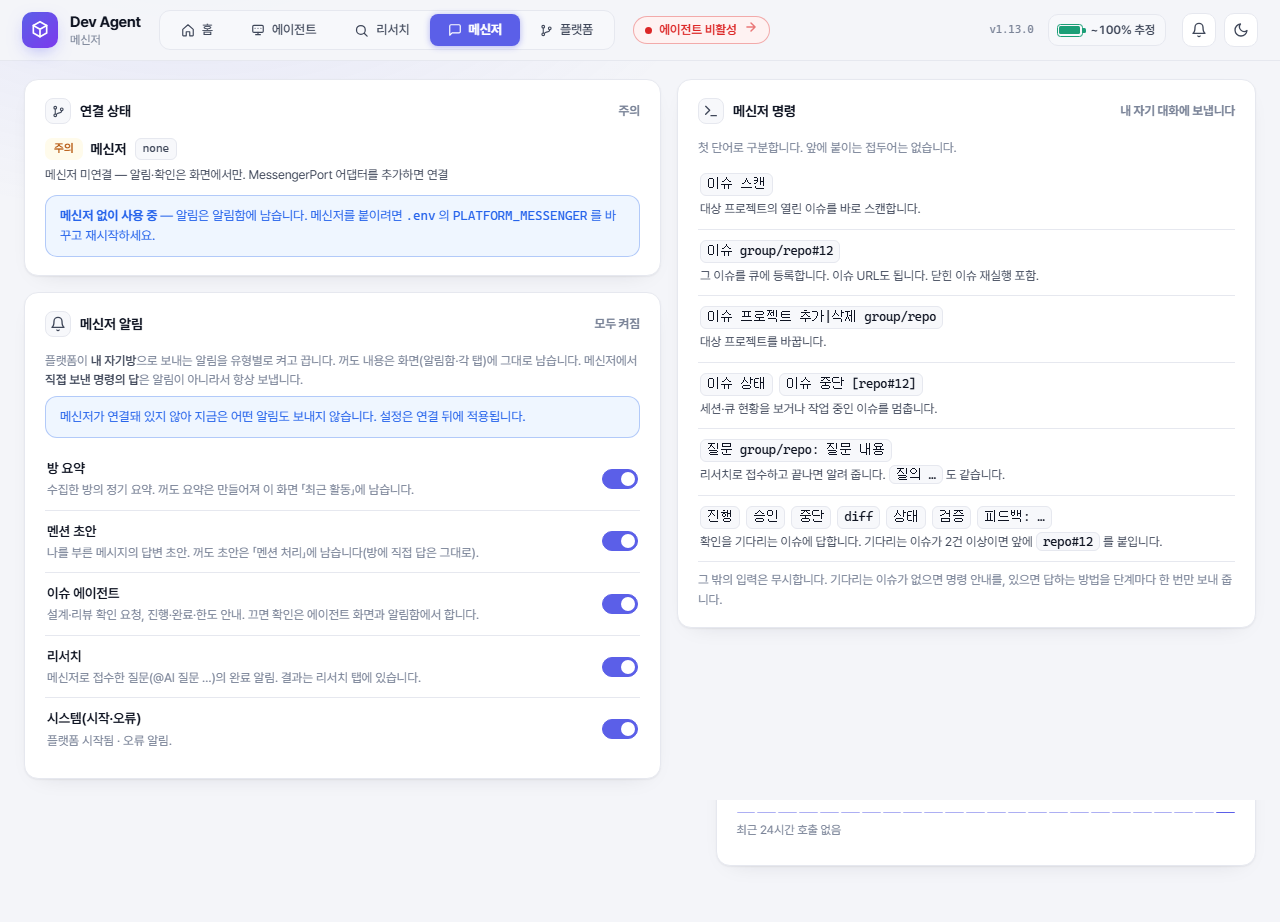 Dev Agent
메신저
홈
에이전트
리서치
메신저
플랫폼
에이전트 비활성
v1.13.0
~100% 추정
연결 상태
주의
주의 메신저 none
메신저 미연결 — 알림·확인은 화면에서만. MessengerPort 어댑터를 추가하면 연결
메신저 없이 사용 중 — 알림은 알림함에 남습니다. 메신저를 붙이려면 .env 의 PLATFORM_MESSENGER 를 바
꾸고 재시작하세요.
메신저 알림
모두 켜짐
플랫폼이 내 자기방으로 보내는 알림을 유형별로 켜고 끕니다. 꺼도 내용은 화면(알림함·각 탭)에 그대로 남습니다. 메신저에서
직접 보낸 명령의 답은 알림이 아니라서 항상 보냅니다.
메신저가 연결돼 있지 않아 지금은 어떤 알림도 보내지 않습니다. 설정은 연결 뒤에 적용됩니다.
방 요약
수집한 방의 정기 요약. 꺼도 요약은 만들어져 이 화면 「최근 활동」에 남습니다.
멘션 초안
나를 부른 메시지의 답변 초안. 꺼도 초안은 「멘션 처리」에 남습니다(방에 직접 답은 그대로).
이슈 에이전트
설계·리뷰 확인 요청, 진행·완료·한도 안내. 끄면 확인은 에이전트 화면과 알림함에서 합니다.
리서치
메신저로 접수한 질문(@AI 질문 …)의 완료 알림. 결과는 리서치 탭에 있습니다.
시스템(시작·오류)
플랫폼 시작됨 · 오류 알림.
메신저 명령
내 자기 대화에 보냅니다
첫 단어로 구분합니다. 앞에 붙이는 접두어는 없습니다.
이슈 스캔
대상 프로젝트의 열린 이슈를 바로 스캔합니다.
이슈 group/repo#12
그 이슈를 큐에 등록합니다. 이슈 URL도 됩니다. 닫힌 이슈 재실행 포함.
이슈 프로젝트 추가|삭제 group/repo
대상 프로젝트를 바꿉니다.
이슈 상태 이슈 중단 [repo#12]
세션·큐 현황을 보거나 작업 중인 이슈를 멈춥니다.
질문 group/repo: 질문 내용
리서치로 접수하고 끝나면 알려 줍니다. 질의 … 도 같습니다.
진행 승인 중단 diff 상태 검증 피드백: …
확인을 기다리는 이슈에 답합니다. 기다리는 이슈가 2건 이상이면 앞에 repo#12 를 붙입니다.
그 밖의 입력은 무시합니다. 기다리는 이슈가 없으면 명령 안내를, 있으면 답하는 방법을 단계마다 한 번만 보내 줍
니다.
최근 24시간 호출 없음